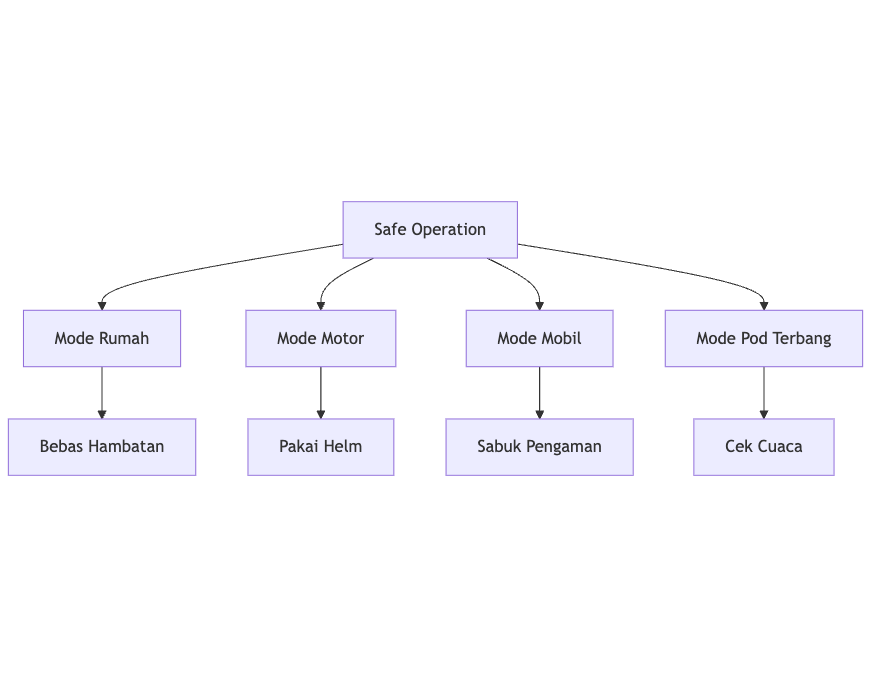 Safe Operation
Mode Rumah
Mode Motor
Mode Mobil
Mode Pod Terbang
Bebas Hambatan
Pakai Helm
Sabuk Pengaman
Cek Cuaca